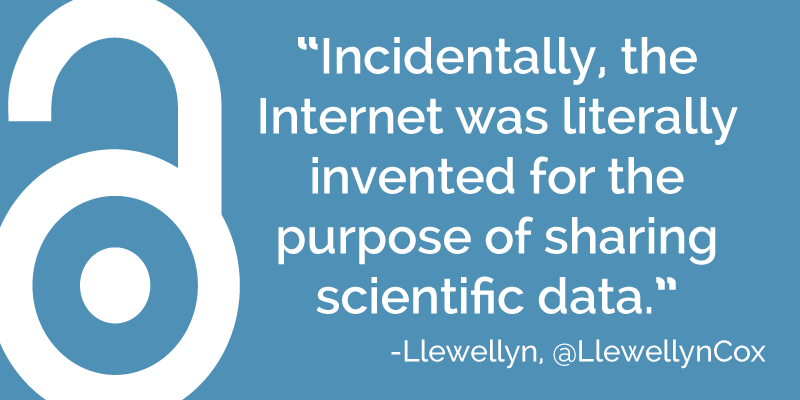 “Incidentally, the
Internet was literally
invented for the
purpose of sharing
scientific data.”
-Llewellyn, @LlewellynCox